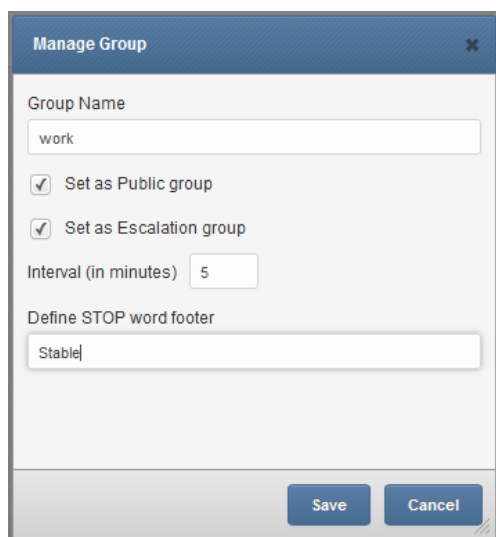 Manage Group
Group Name
work
Set as Public group
Set as Escalation group
Interval (in minutes) 5
Define STOP word footer
Stable
Save Cancel